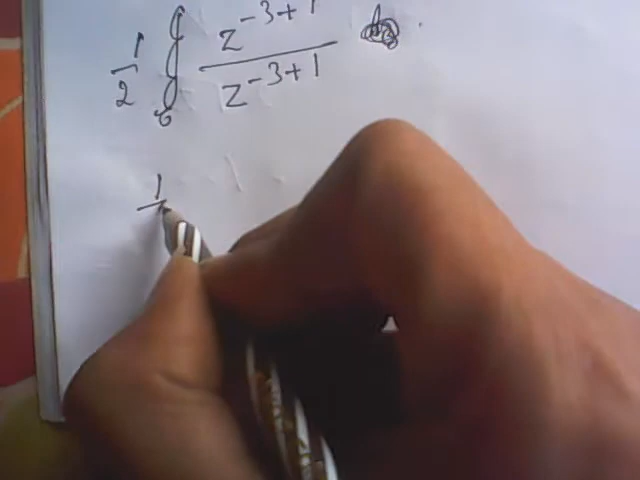 1/2 ∫ z^-3+1 / z^-3+1
1/